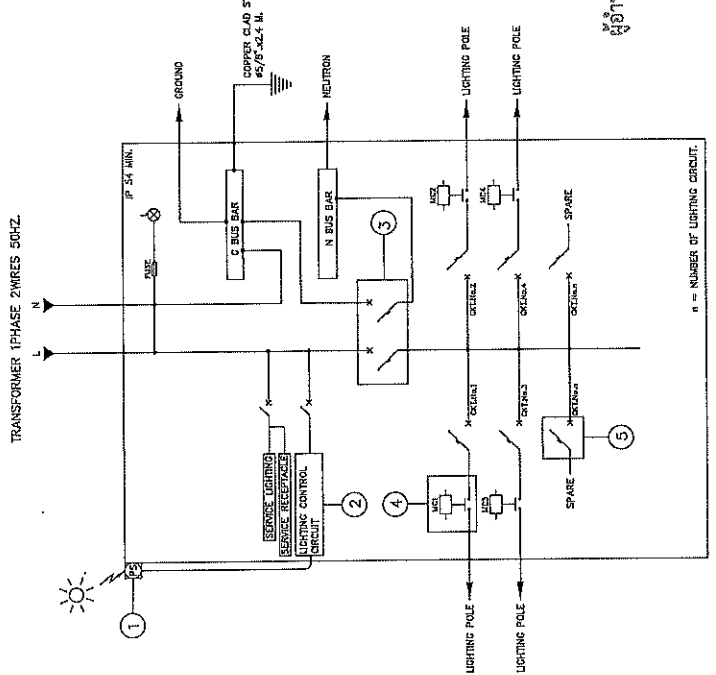 TRANSFORMER 1PHASE 2WIRES 50HZ.
L
N
IP 54 MIN.
PS
1
FUSE
GROUND
G BUS BAR
COPPER CLAD
ø5/8"x2.4 M.
N BUS BAR
NEUTRON
SERVICE LIGHTING
SERVICE RECEPTACLE
LIGHTING CONTROL
CIRCUIT
2
3
4
MC1
CKT.No.1
CKT.No.2
MC2
LIGHTING POLE
LIGHTING POLE
MC3
CKT.No.3
CKT.No.4
MC4
LIGHTING POLE
LIGHTING POLE
SPARE
CKT.No.n
CKT.No.n
SPARE
5
n = NUMBER OF LIGHTING CIRCUIT.